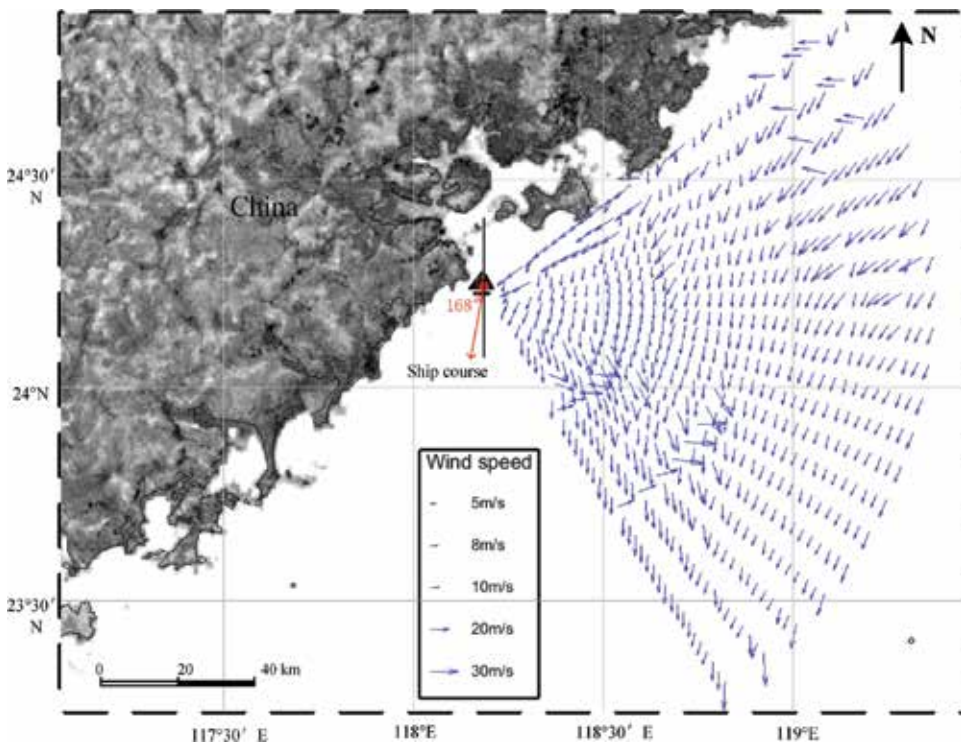 N
24°30′
N
China
168°
Ship course
24°N
Wind speed
5m/s
8m/s
10m/s
20m/s
30m/s
23°30′
N
0 20 40 km
117°30′ E 118°E 118°30′ E 119°E